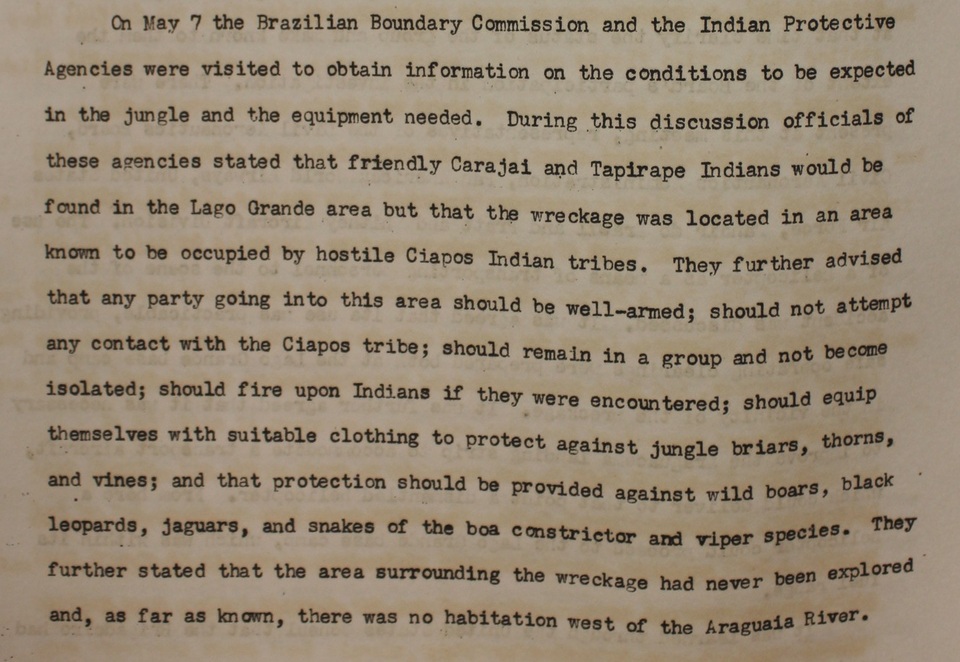 On May 7 the Brazilian Boundary Commission and the Indian Protective
Agencies were visited to obtain information on the conditions to be expected
in the jungle and the equipment needed. During this discussion officials of
these agencies stated that friendly Carajai and Tapirape Indians would be
found in the Lago Grande area but that the wreckage was located in an area
known to be occupied by hostile Ciapos Indian tribes. They further advised
that any party going into this area should be well-armed; should not attempt
any contact with the Ciapos tribe; should remain in a group and not become
isolated; should fire upon Indians if they were encountered; should equip
themselves with suitable clothing to protect against jungle briars, thorns,
and vines; and that protection should be provided against wild boars, black
leopards, jaguars, and snakes of the boa constrictor and viper species. They
further stated that the area surrounding the wreckage had never been explored
and, as far as known, there was no habitation west of the Araguaia River.